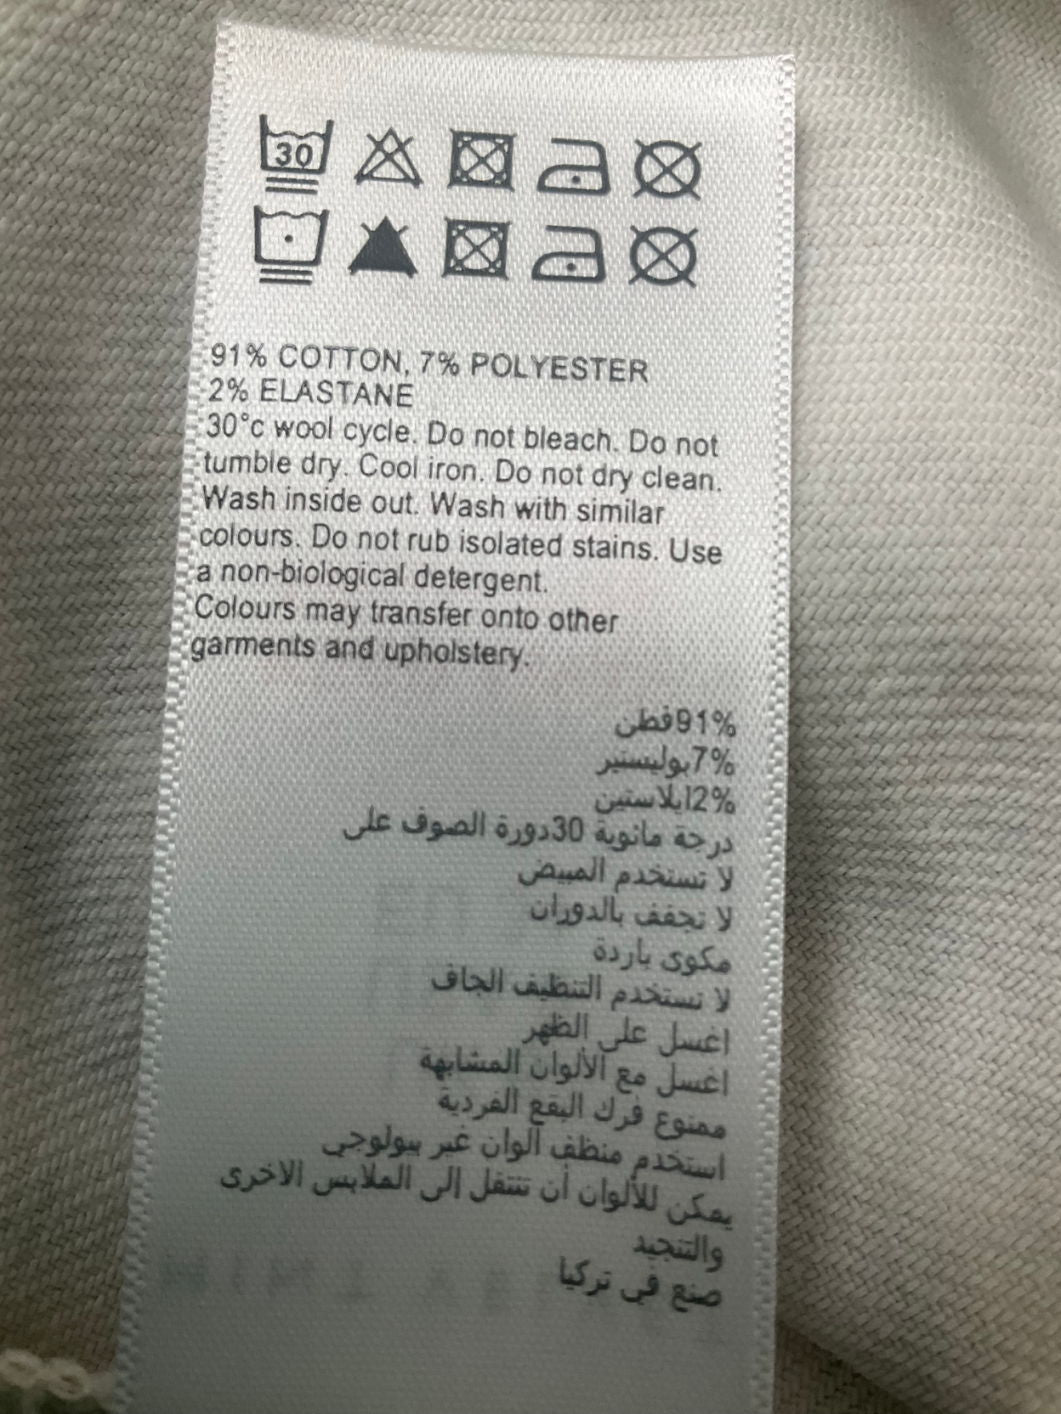 30
91% COTTON, 7% POLYESTER
2% ELASTANE
30°c wool cycle. Do not bleach. Do not
tumble dry. Cool iron. Do not dry clean.
Wash inside out. Wash with similar
colours. Do not rub isolated stains. Use
a non-biological detergent.
Colours may transfer onto other
garments and upholstery.
91%قطن
7%بوليستير
2%ايلاستين
درجة مائوية 30دورة الصوف على
لا تستخدم المبيض
لا تجفف بالدوران
مكوى باردة
لا تستخدم التنظيف الجاف
اغسل على الظهر
اغسل مع الألوان المشابهة
ممنوع فرك البقع الفردية
استخدم منظف ألوان غير بيولوجي
يمكن للألوان أن تنتقل إلى الملابس الاخرى
والتنجيد
صنع في تركيا